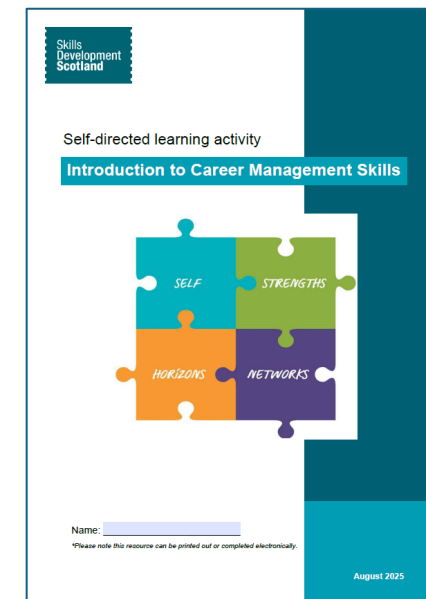 Skills
Development
Scotland
Self-directed learning activity
Introduction to Career Management Skills
SELF
STRENGTHS
HORIZONS
NETWORKS
Name:
*Please note this resource can be printed out or completed electronically.
August 2025